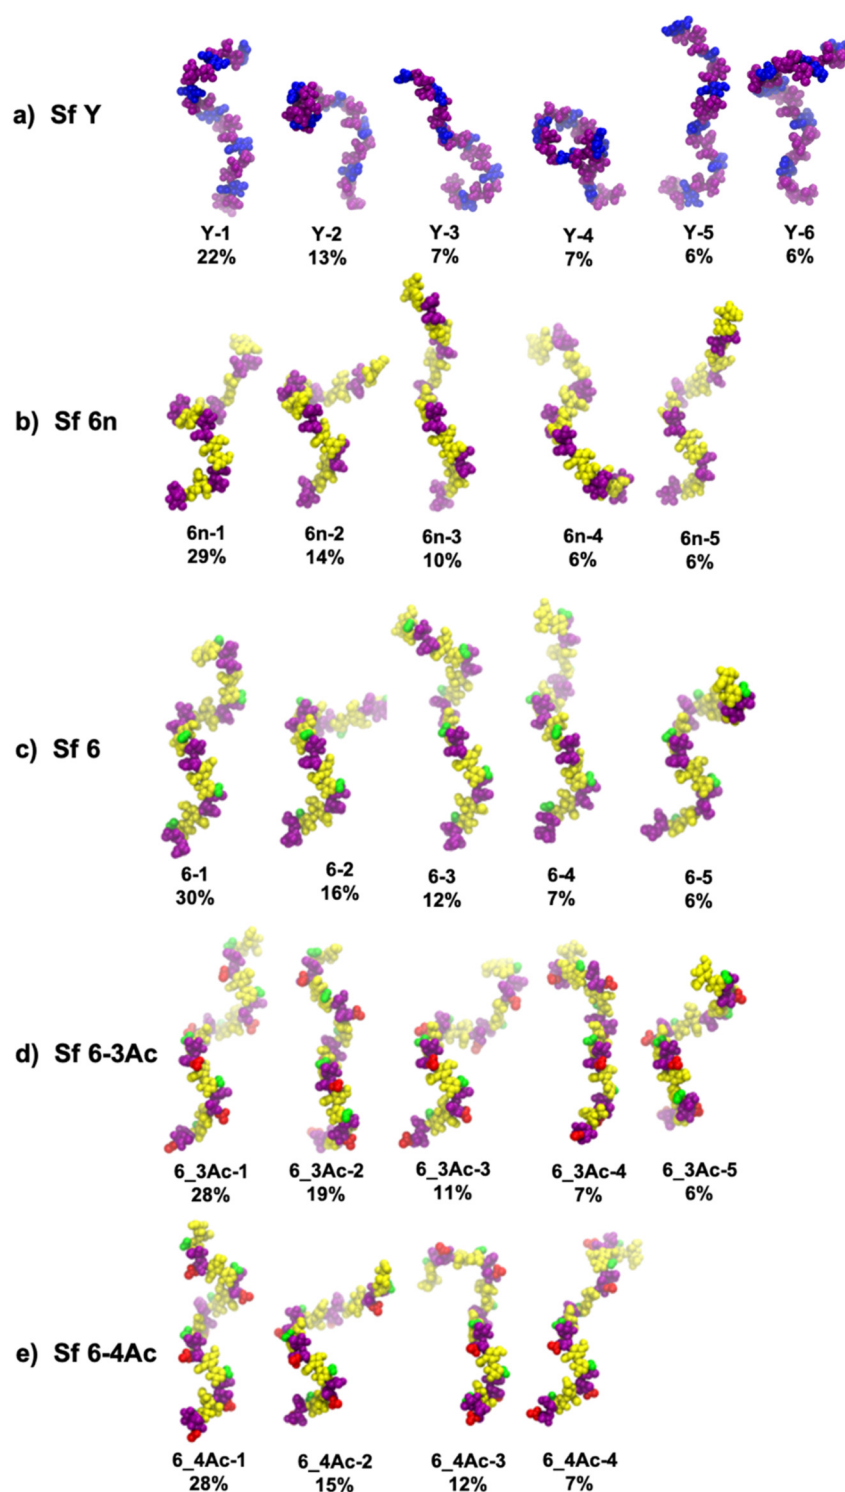 a) Sf Y
Y-1 Y-2 Y-3 Y-4 Y-5 Y-6
22% 13% 7% 7% 6% 6%
b) Sf 6n
6n-1 6n-2 6n-3 6n-4 6n-5
29% 14% 10% 6% 6%
c) Sf 6
6-1 6-2 6-3 6-4 6-5
30% 16% 12% 7% 6%
d) Sf 6-3Ac
6_3Ac-1 6_3Ac-2 6_3Ac-3 6_3Ac-4 6_3Ac-5
28% 19% 11% 7% 6%
e) Sf 6-4Ac
6_4Ac-1 6_4Ac-2 6_4Ac-3 6_4Ac-4
28% 15% 12% 7%